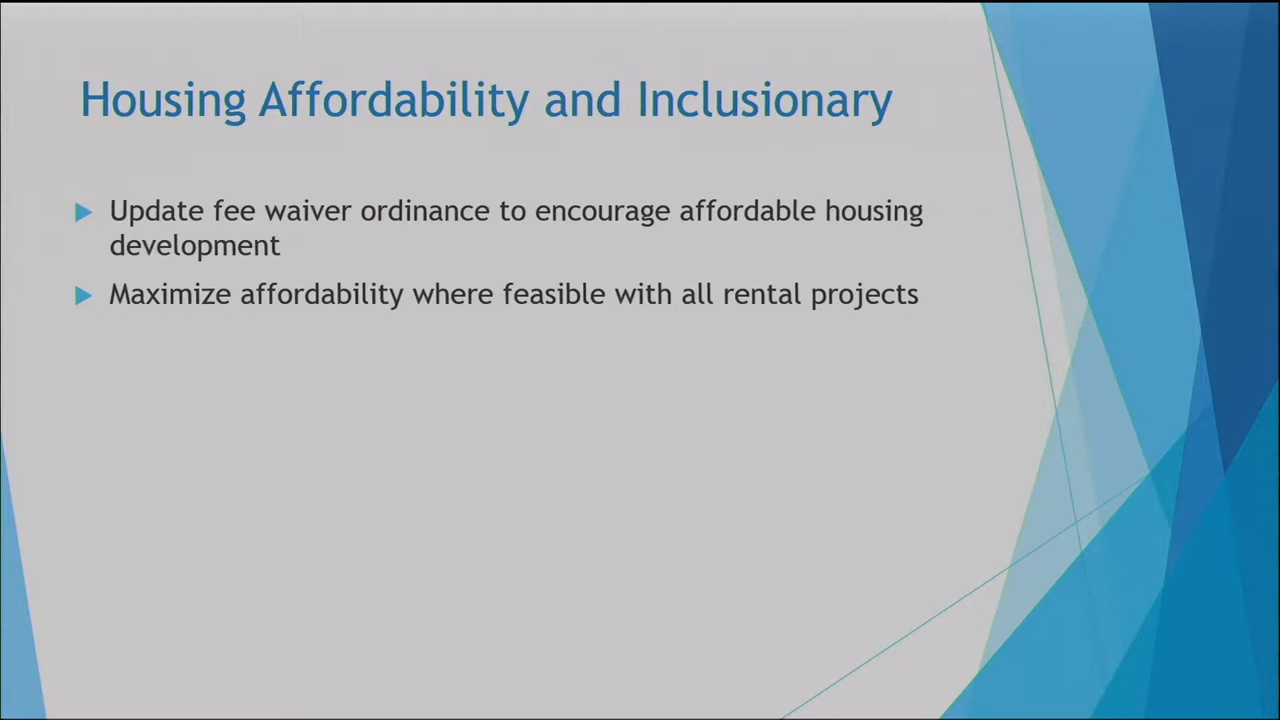 Housing Affordability and Inclusionary
Update fee waiver ordinance to encourage affordable housing
development
Maximize affordability where feasible with all rental projects